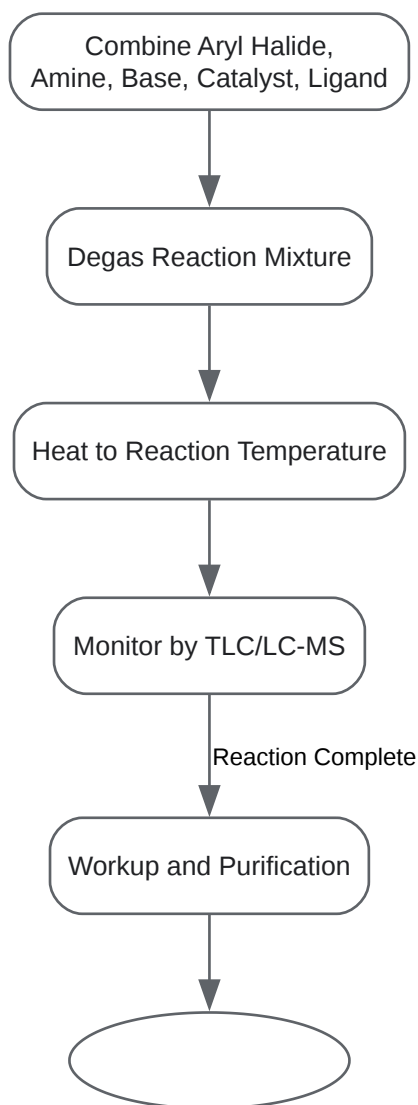 Combine Aryl Halide,
Amine, Base, Catalyst, Ligand
Degas Reaction Mixture
Heat to Reaction Temperature
Monitor by TLC/LC-MS
Reaction Complete
Workup and Purification